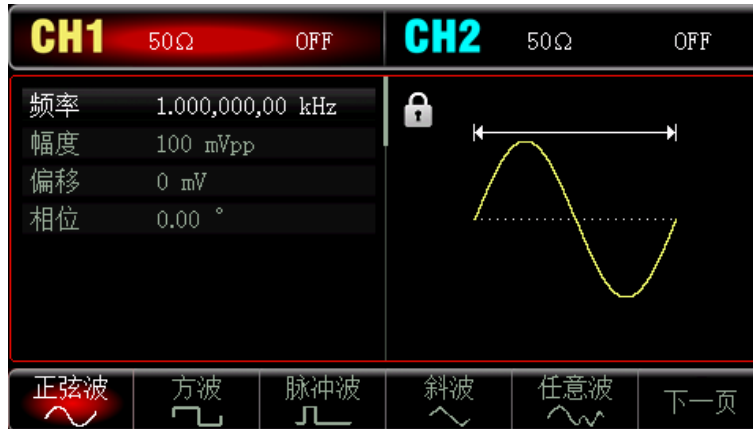 CH1 50Ω OFF CH2 50Ω OFF
频率 1.000,000,00 kHz
幅度 100 mVpp
偏移 0 mV
相位 0.00 °
正弦波 方波 脉冲波 斜波 任意波 下一页